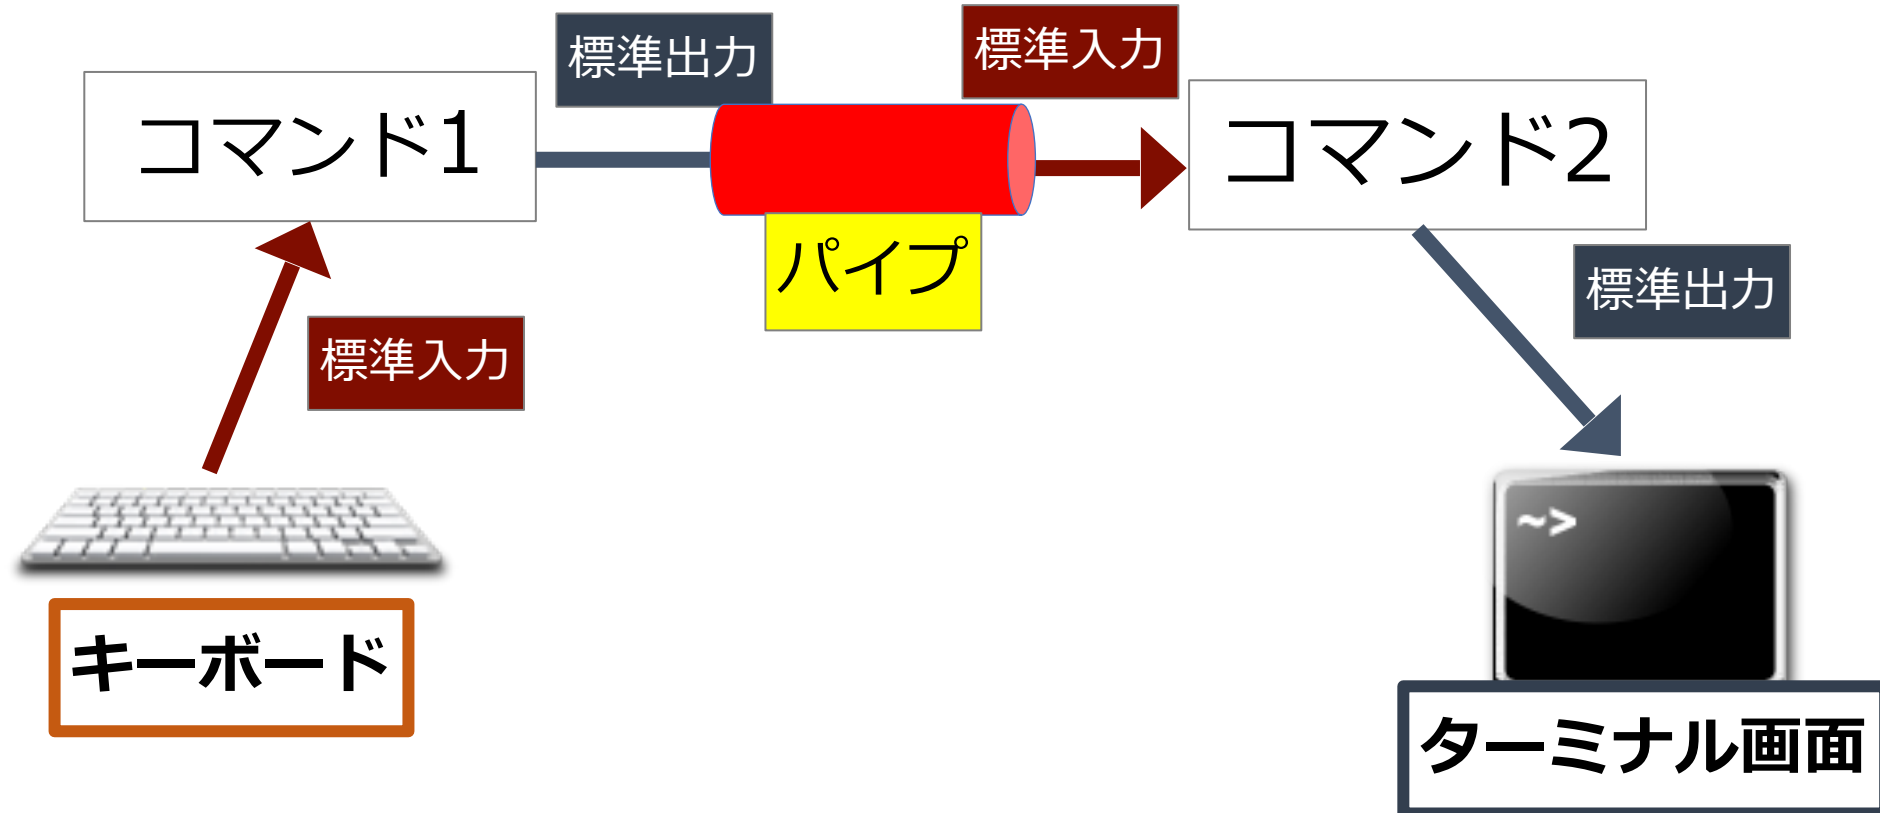 標準出力
標準入力
コマンド1
コマンド2
パイプ
標準出力
標準入力
~>
キーボード
ターミナル画面